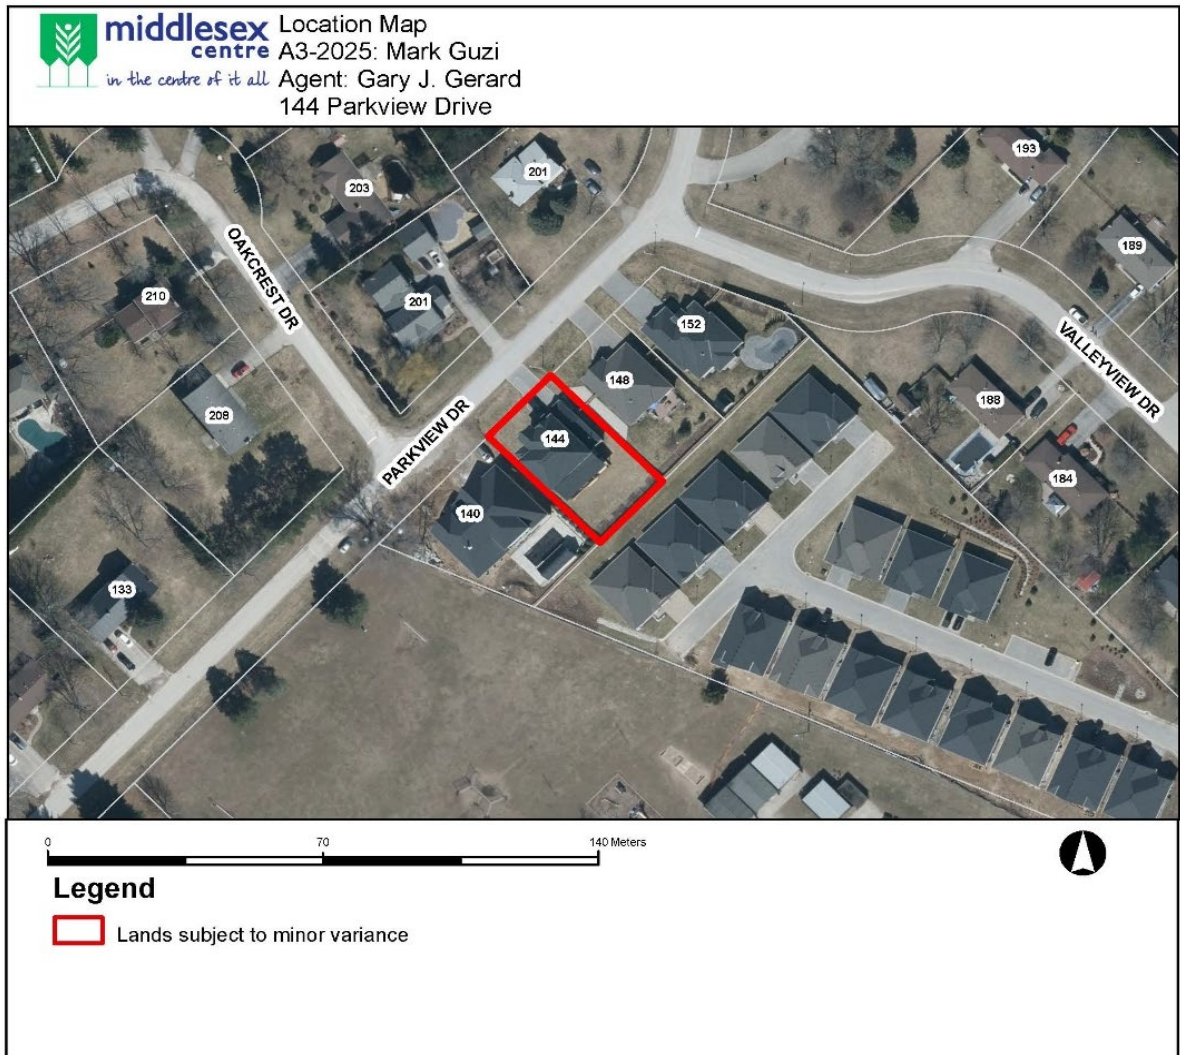 middlesex
centre
in the centre of it all
Location Map
A3-2025: Mark Guzi
Agent: Gary J. Gerard
144 Parkview Drive
193
201
203
OAKCREST DR
189
210
201
152
VALLEYVIEW DR
148
188
208
PARKVIEW DR
144
184
140
133
0
70
140 Meters
Legend
Lands subject to minor variance